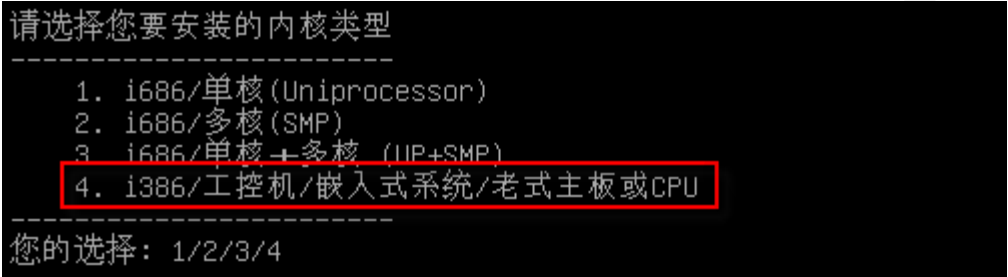 请选择您要安装的内核类型
------------------------
1. i686/单核(Uniprocessor)
2. i686/多核(SMP)
3. i686/单核+多核 (UP+SMP)
4. i386/工控机/嵌入式系统/老式主板或CPU
------------------------
您的选择: 1/2/3/4